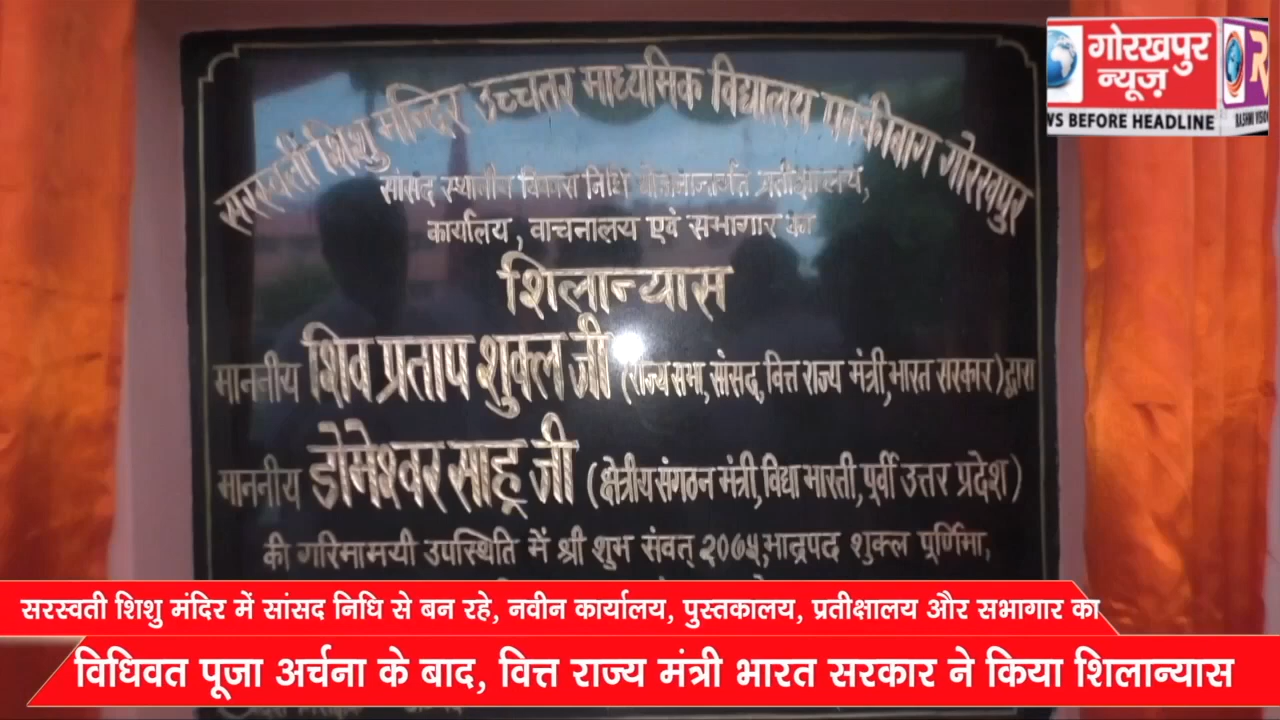 सरस्वती शिशु मन्दिर उच्चतर माध्यमिक विद्यालय पक्कीबाग गोरखपुर
सांसद स्थानीय विकास निधि योजनान्तर्गत प्रतीक्षालय,
कार्यालय, वाचनालय एवं सभागार का
शिलान्यास
माननीय शिव प्रताप शुक्ल जी (राज्य सभा, सांसद, वित्त राज्य मंत्री, भारत सरकार) द्वारा
माननीय डोमेश्वर साहू जी (क्षेत्रीय संगठन मंत्री, विद्या भारती, पूर्वी उत्तर प्रदेश)
की गरिमामयी उपस्थिति में श्री शुभ संवत् २०७५, भाद्रपद शुक्ल पूर्णिमा,
गोरखपुर
न्यूज़
WS BEFORE HEADLINE
R
RASHMI VISION
सरस्वती शिशु मंदिर में सांसद निधि से बन रहे, नवीन कार्यालय, पुस्तकालय, प्रतीक्षालय और सभागार का
विधिवत पूजा अर्चना के बाद, वित्त राज्य मंत्री भारत सरकार ने किया शिलान्यास